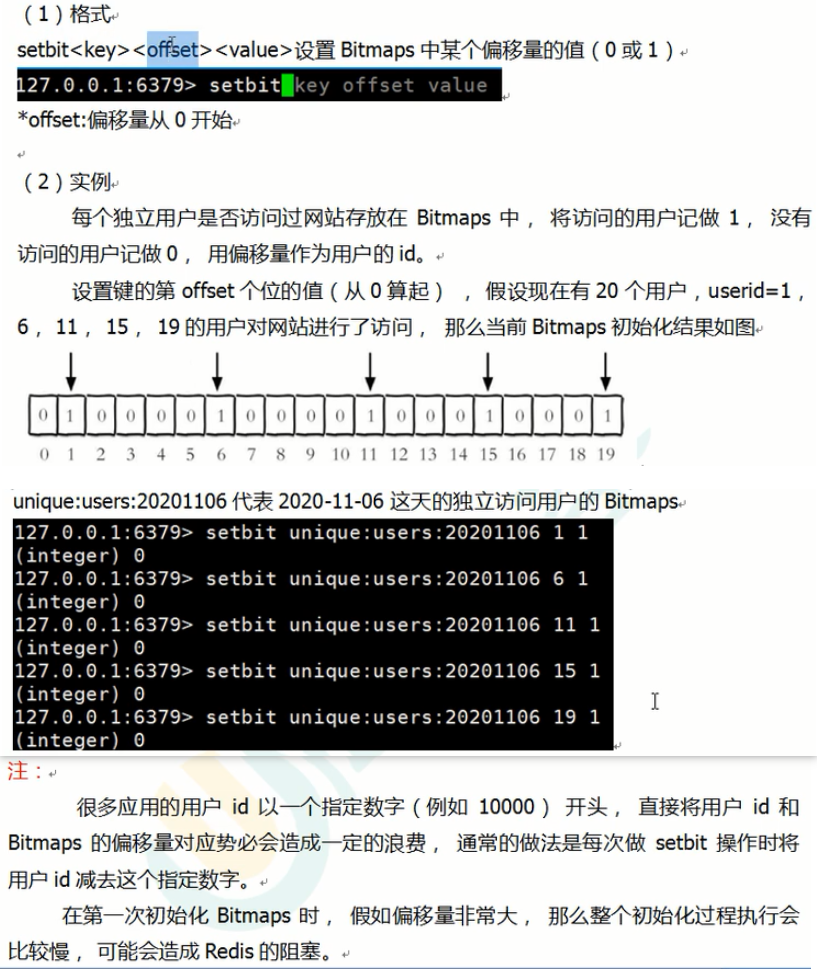 （1）格式
setbit<key><offset><value>设置 Bitmaps 中某个偏移量的值（0 或 1）
127.0.0.1:6379> setbit key offset value
*offset:偏移量从 0 开始
（2）实例
每个独立用户是否访问过网站存放在 Bitmaps 中， 将访问的用户记做 1， 没有
访问的用户记做 0， 用偏移量作为用户的 id。
设置键的第 offset 个位的值（从 0 算起） ，假设现在有 20 个用户，userid=1，
6， 11， 15， 19 的用户对网站进行了访问， 那么当前 Bitmaps 初始化结果如图
0 1 0 0 0 0 1 0 0 0 0 1 0 0 0 1 0 0 0 1
0 1 2 3 4 5 6 7 8 9 10 11 12 13 14 15 16 17 18 19
unique:users:20201106 代表 2020-11-06 这天的独立访问用户的 Bitmaps
127.0.0.1:6379> setbit unique:users:20201106 1 1
(integer) 0
127.0.0.1:6379> setbit unique:users:20201106 6 1
(integer) 0
127.0.0.1:6379> setbit unique:users:20201106 11 1
(integer) 0
127.0.0.1:6379> setbit unique:users:20201106 15 1
(integer) 0
127.0.0.1:6379> setbit unique:users:20201106 19 1
(integer) 0
注：
很多应用的用户 id 以一个指定数字（例如 10000） 开头， 直接将用户 id 和
Bitmaps 的偏移量对应势必会造成一定的浪费， 通常的做法是每次做 setbit 操作时将
用户 id 减去这个指定数字。
在第一次初始化 Bitmaps 时， 假如偏移量非常大， 那么整个初始化过程执行会
比较慢， 可能会造成 Redis 的阻塞。